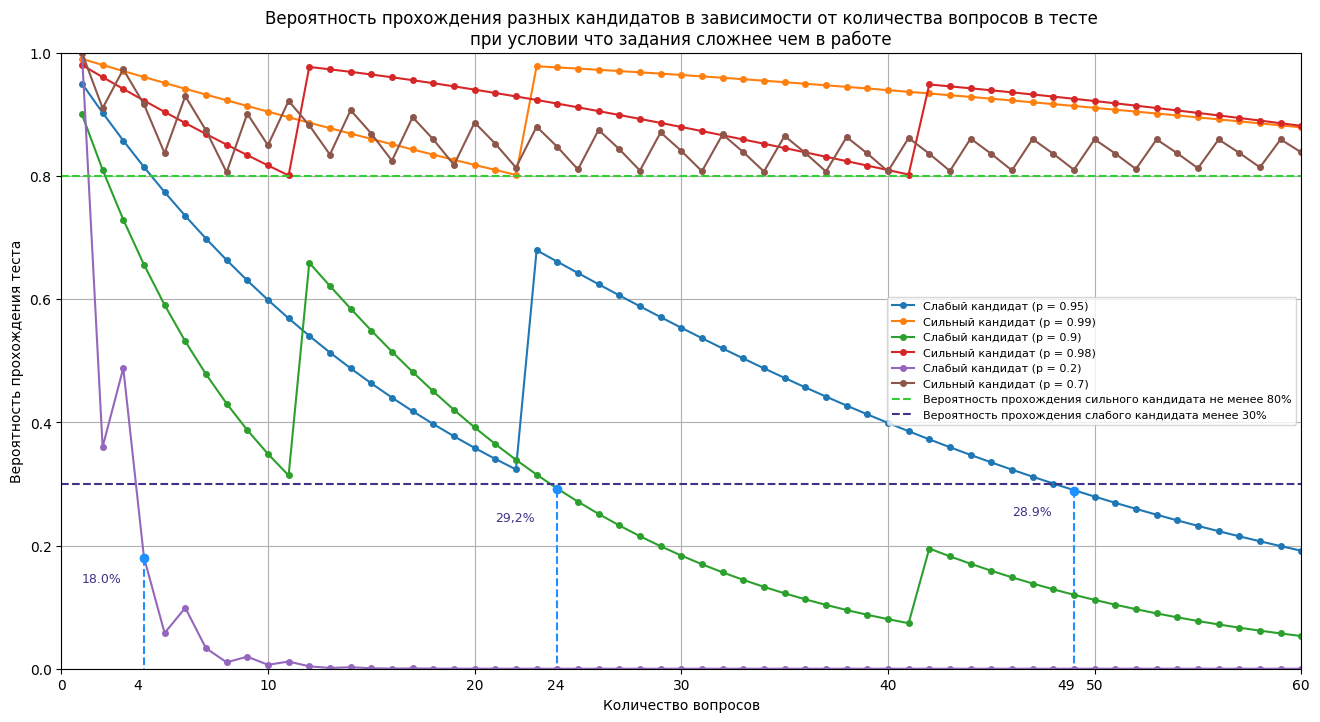 Вероятность прохождения разных кандидатов в зависимости от количества вопросов в тесте
при условии что задания сложнее чем в работе
Вероятность прохождения теста
1.0
0.8
0.6
0.4
0.2
0.0
Слабый кандидат (p = 0.95)
Сильный кандидат (p = 0.99)
Слабый кандидат (p = 0.9)
Сильный кандидат (p = 0.98)
Слабый кандидат (p = 0.2)
Сильный кандидат (p = 0.7)
Вероятность прохождения сильного кандидата не менее 80%
Вероятность прохождения слабого кандидата менее 30%
29,2%
28.9%
18.0%
0 4 10 20 24 30 40 49 50 60
Количество вопросов